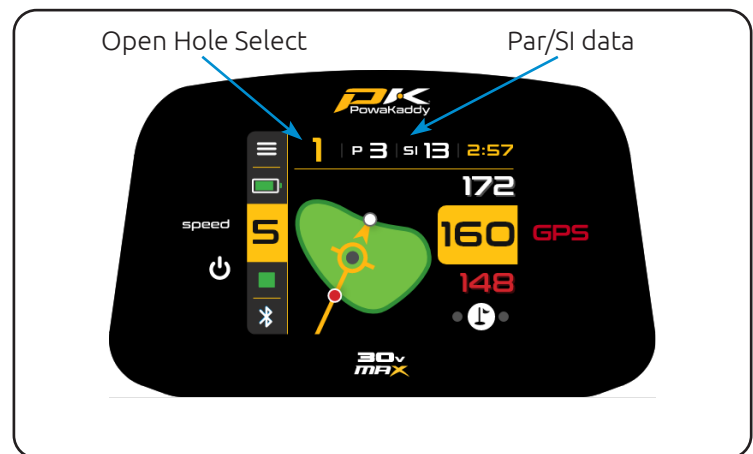 Open Hole Select Par/SI data
PK
PowaKaddy
1 P 3 SI 13 2:57
172
speed 5 160 GPS
148
30v
MAX